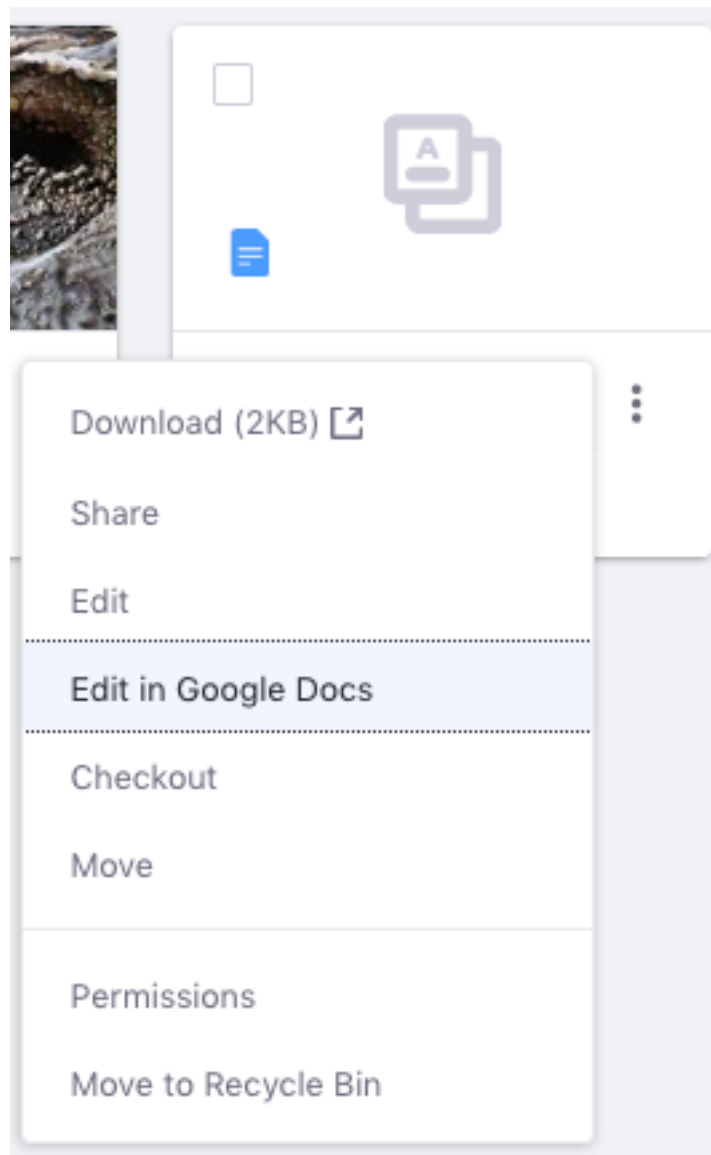 A
Download (2KB)
Share
Edit
Edit in Google Docs
Checkout
Move
Permissions
Move to Recycle Bin